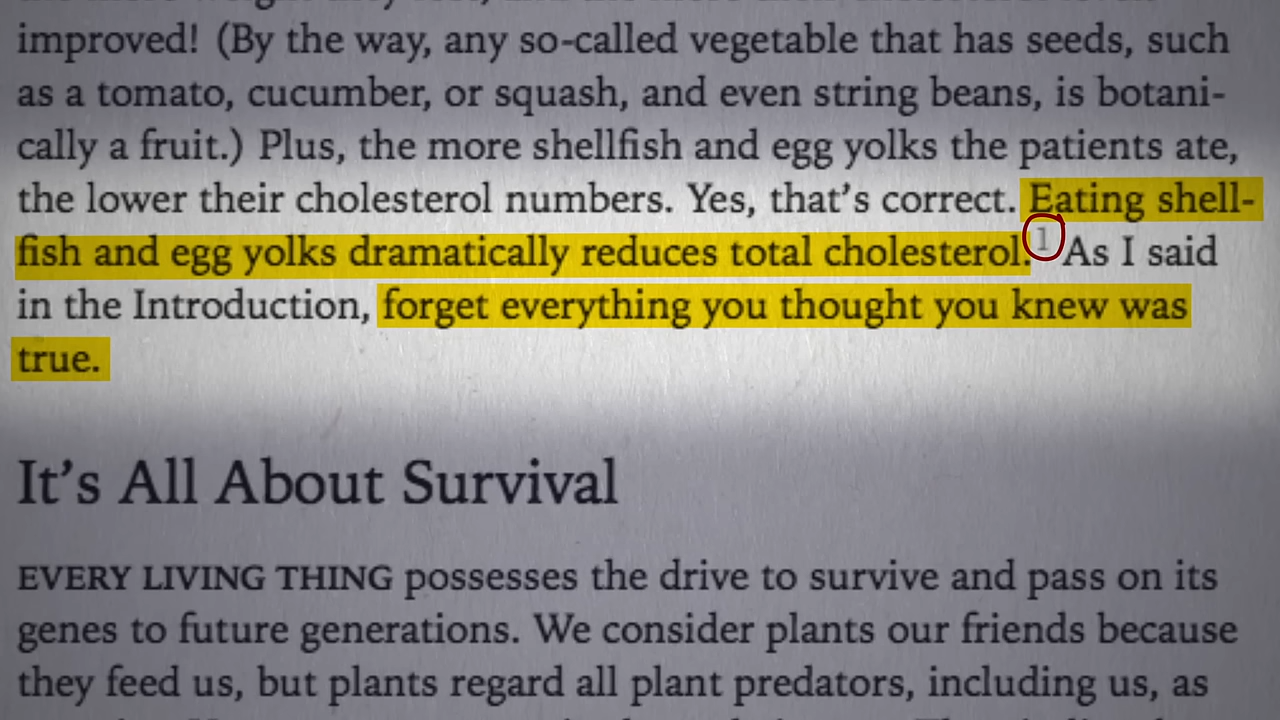 improved! (By the way, any so-called vegetable that has seeds, such
as a tomato, cucumber, or squash, and even string beans, is botani-
cally a fruit.) Plus, the more shellfish and egg yolks the patients ate,
the lower their cholesterol numbers. Yes, that's correct. Eating shell-
fish and egg yolks dramatically reduces total cholesterol.1 As I said
in the Introduction, forget everything you thought you knew was
true.
It's All About Survival
EVERY LIVING THING possesses the drive to survive and pass on its
genes to future generations. We consider plants our friends because
they feed us, but plants regard all plant predators, including us, as